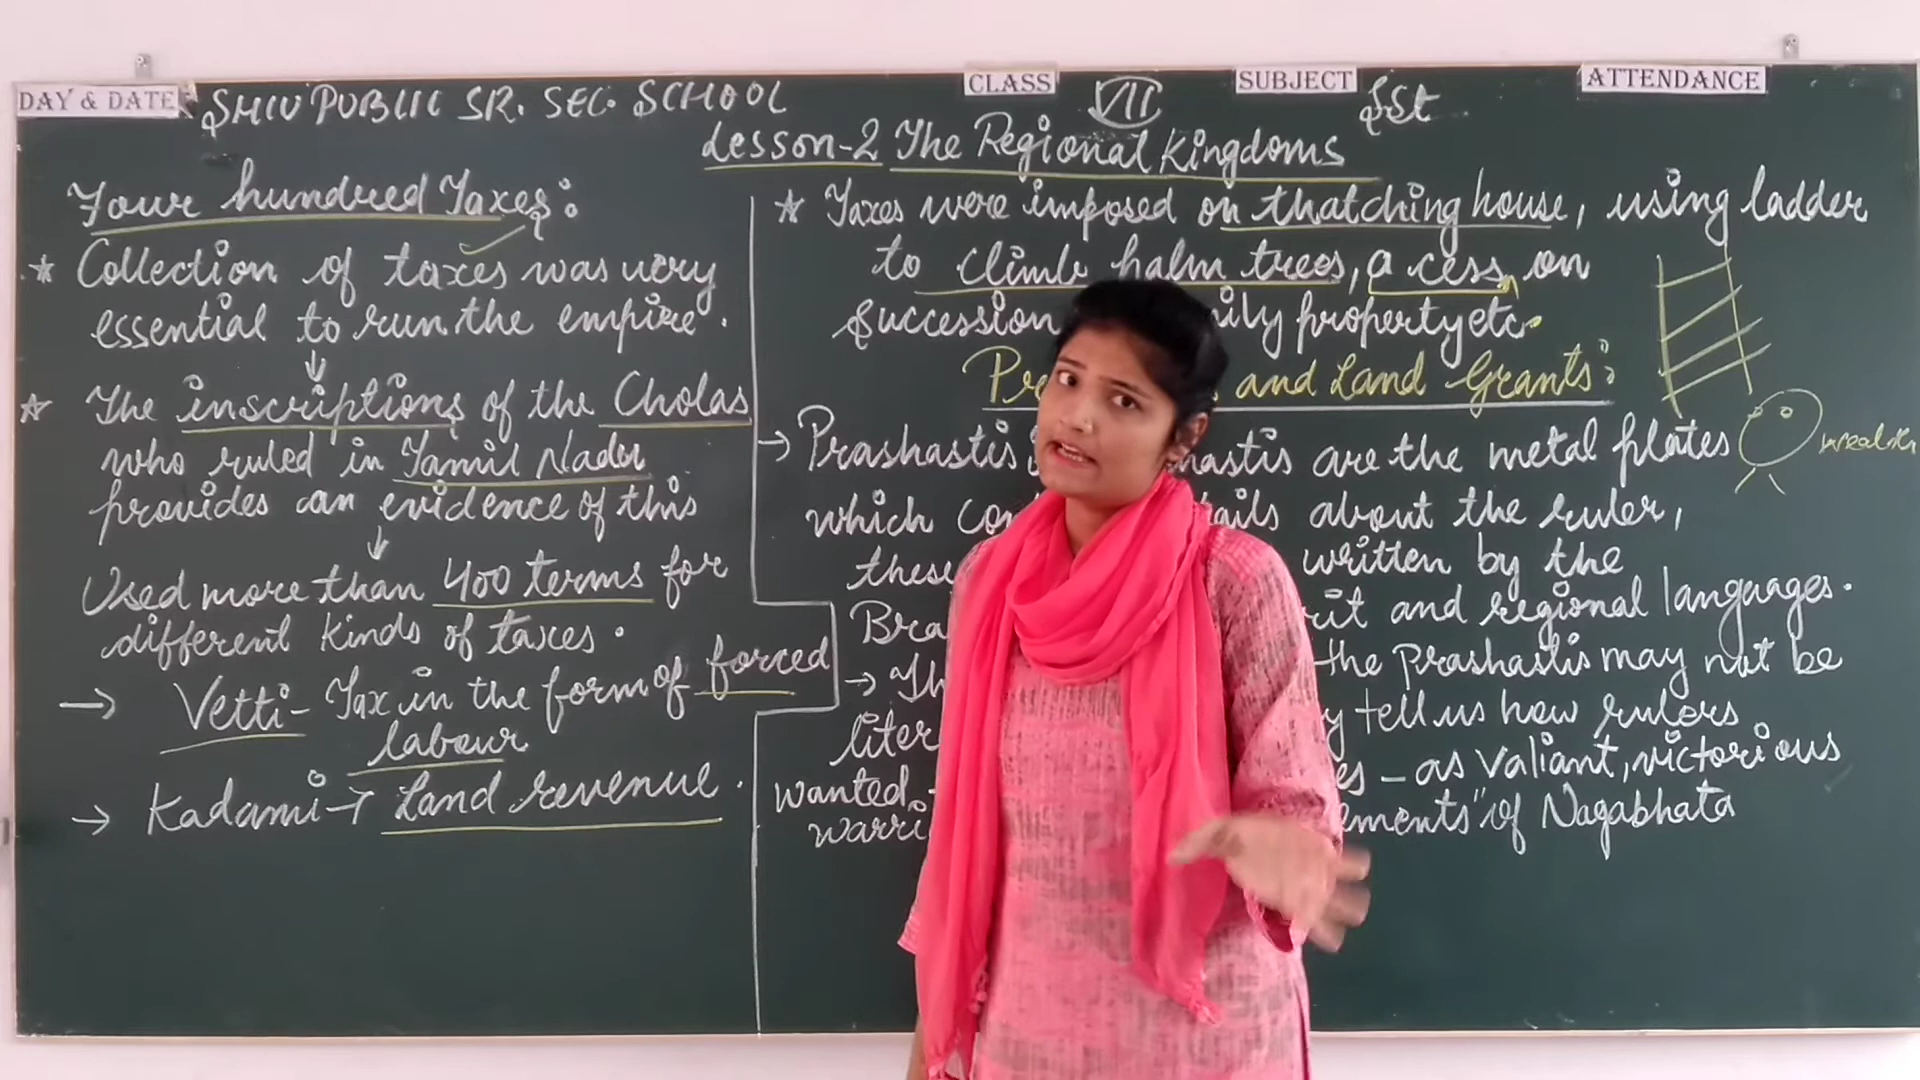 DAY & DATE
SHIV PUBLIC SR. SEC. SCHOOL
CLASS
VII
SUBJECT
SSt
ATTENDANCE
Lesson-2 The Regional Kingdoms
Four hundred Taxes:
* Collection of taxes was very
essential to run the empire.
↓
* The inscriptions of the Cholas
who ruled in Tamil Nadu
provides an evidence of this
↓
Used more than 400 terms for
different kinds of taxes.
→ Vetti - Tax in the form of forced
labour
→ Kadami → Land revenue.
* Taxes were imposed on thatching house, using ladder
to climb palm trees, a cess on
succession property etc.
and Land Grants:
→ Prashastis are the metal plates
which about the ruler,
these written by the
and regional languages.
→ the Prashastis may not be
tell us how rulers
wanted - as valiant, victorious
of Nagabhata